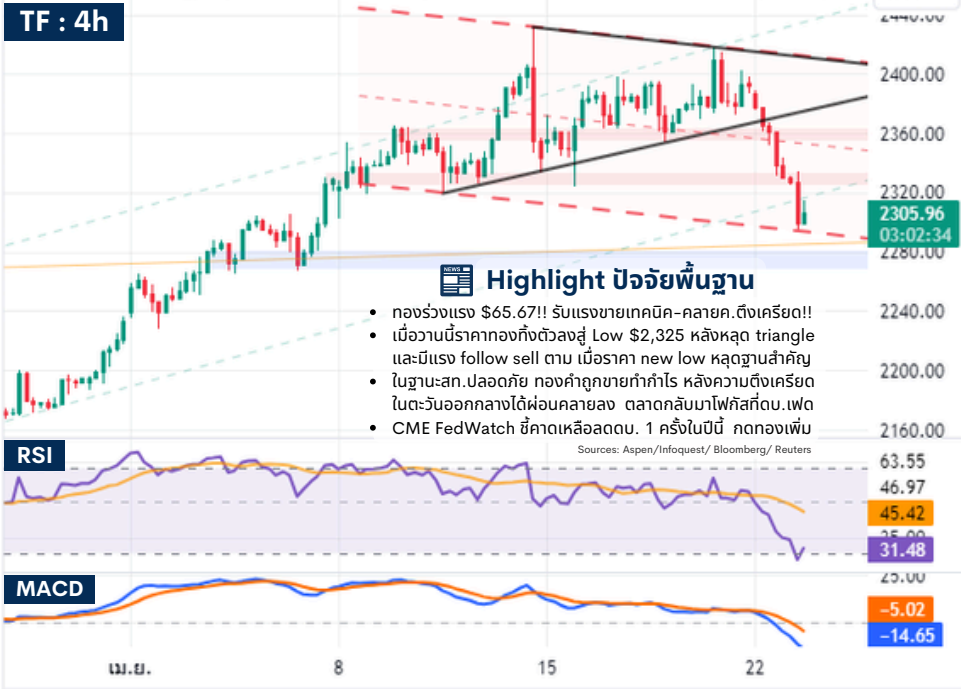 TF : 4h
2400.00
2360.00
2320.00
2305.96
03:02:34
2280.00
NEWS
Highlight ปัจจัยพื้นฐาน
• ทองร่วงแรง $65.67!! รับแรงขายเทคนิค-คลายค.ตึงเครียด!!
• เมื่อวานนี้ราคาทองทิ้งตัวลงสู่ Low $2,325 หลังหลุด triangle
และมีแรง follow sell ตาม เมื่อราคา new low หลุดฐานสำคัญ
• ในฐานะสท.ปลอดภัย ทองคำถูกขายทำกำไร หลังความตึงเครียด
ในตะวันออกกลางได้ผ่อนคลายลง ตลาดกลับมาโฟกัสที่ดบ.เฟด
• CME FedWatch ชี้คาดเหลือลดดบ. 1 ครั้งในปีนี้ กดทองเพิ่ม
Sources: Aspen/Infoquest/ Bloomberg/ Reuters
2240.00
2200.00
2160.00
RSI
63.55
46.97
45.42
31.48
MACD
25.00
−5.02
−14.65
เม.ย.
8
15
22